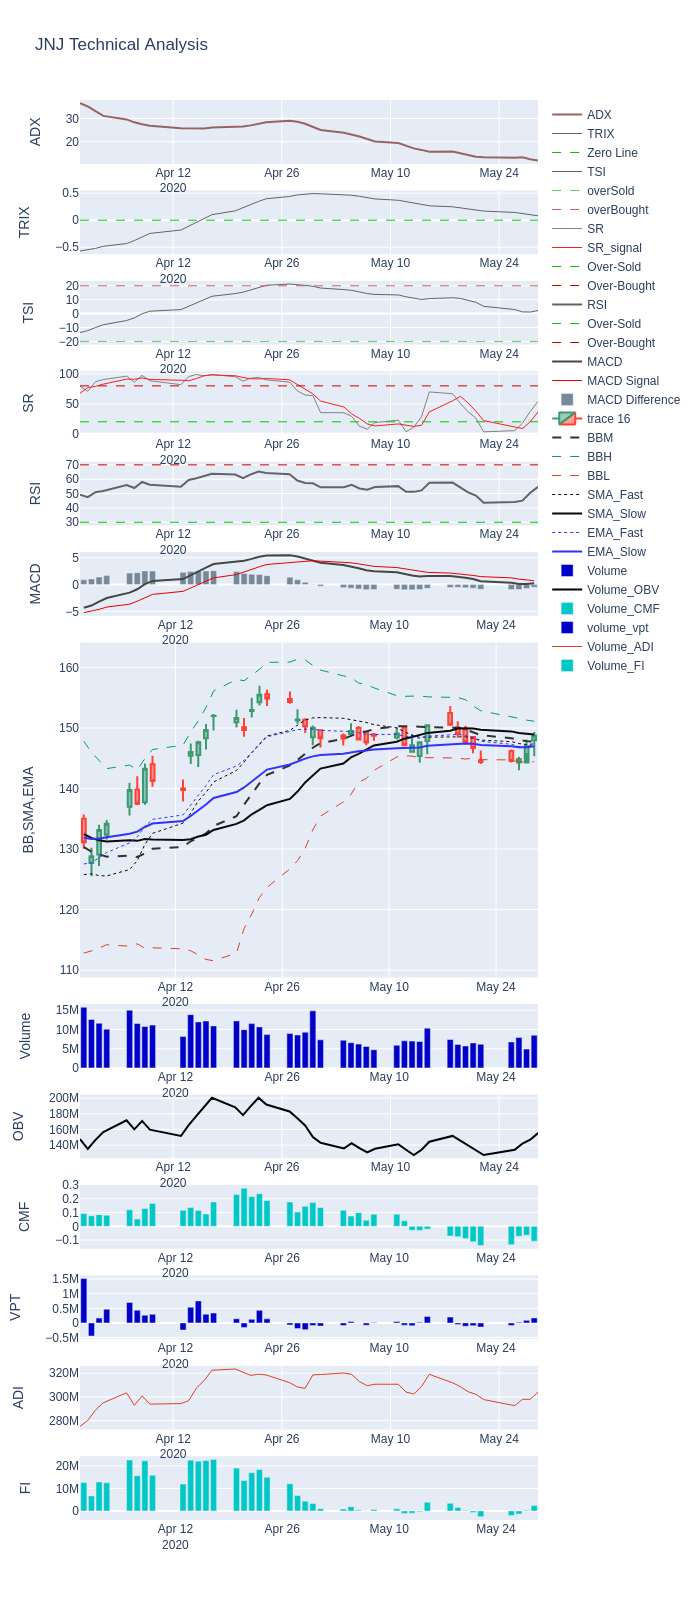 JNJ Technical Analysis
ADX
30
20
Apr 12
2020
Apr 26
May 10
May 24
TRIX
0.5
0
−0.5
Apr 12
2020
Apr 26
May 10
May 24
TSI
20
10
0
−10
−20
Apr 12
2020
Apr 26
May 10
May 24
SR
100
50
0
Apr 12
2020
Apr 26
May 10
May 24
RSI
70
60
50
40
30
Apr 12
2020
Apr 26
May 10
May 24
MACD
5
0
−5
Apr 12
2020
Apr 26
May 10
May 24
BB,SMA,EMA
160
150
140
130
120
110
Apr 12
2020
Apr 26
May 10
May 24
Volume
15M
10M
5M
0
Apr 12
2020
Apr 26
May 10
May 24
OBV
200M
180M
160M
140M
Apr 12
2020
Apr 26
May 10
May 24
CMF
0.3
0.2
0.1
0
−0.1
Apr 12
2020
Apr 26
May 10
May 24
VPT
1.5M
1M
0.5M
0
−0.5M
Apr 12
2020
Apr 26
May 10
May 24
ADI
320M
300M
280M
Apr 12
2020
Apr 26
May 10
May 24
FI
20M
10M
0
Apr 12
2020
Apr 26
May 10
May 24
ADX
TRIX
Zero Line
TSI
overSold
overBought
SR
SR_signal
Over-Sold
Over-Bought
RSI
Over-Sold
Over-Bought
MACD
MACD Signal
MACD Difference
trace 16
BBM
BBH
BBL
SMA_Fast
SMA_Slow
EMA_Fast
EMA_Slow
Volume
Volume_OBV
Volume_CMF
volume_vpt
Volume_ADI
Volume_FI